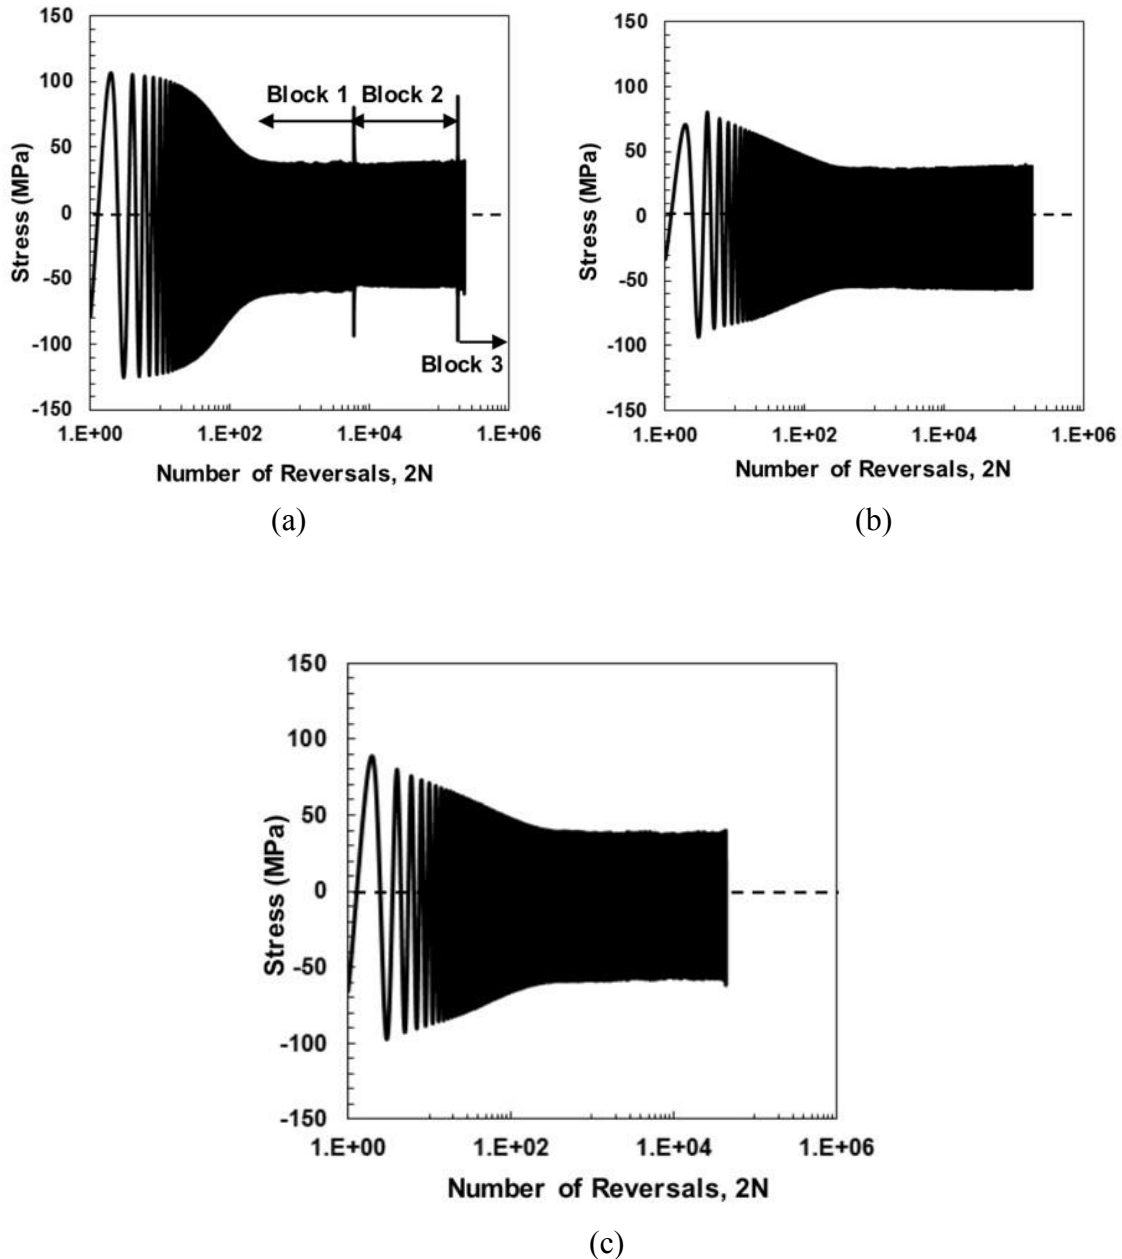 150
100
50
0
-50
-100
-150
Stress (MPa)
Block 1 Block 2
Block 3
1.E+00 1.E+02 1.E+04 1.E+06
Number of Reversals, 2N
(a)
150
100
50
0
-50
-100
-150
Stress (MPa)
1.E+00 1.E+02 1.E+04 1.E+06
Number of Reversals, 2N
(b)
150
100
50
0
-50
-100
-150
Stress (MPa)
1.E+00 1.E+02 1.E+04 1.E+06
Number of Reversals, 2N
(c)